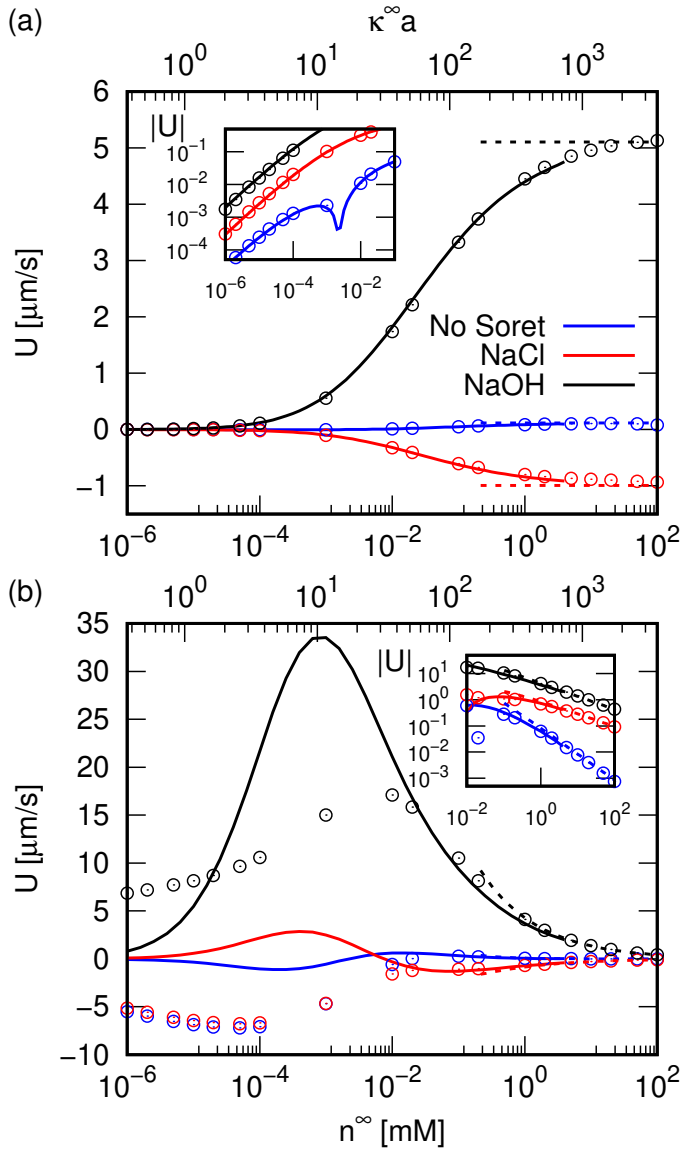 (a)
κ∞a
10⁰ 10¹ 10² 10³
6
5
4
3
2
1
0
−1
U [μm/s]
|U|
10⁻¹
10⁻²
10⁻³
10⁻⁴
10⁻⁶ 10⁻⁴ 10⁻²
No Soret
NaCl
NaOH
10⁻⁶ 10⁻⁴ 10⁻² 10⁰ 10²
(b)
10⁰ 10¹ 10² 10³
35
30
25
20
15
10
5
0
−5
−10
U [μm/s]
|U|
10¹
10⁰
10⁻¹
10⁻²
10⁻³
10⁻² 10⁰ 10²
10⁻⁶ 10⁻⁴ 10⁻² 10⁰ 10²
n∞ [mM]